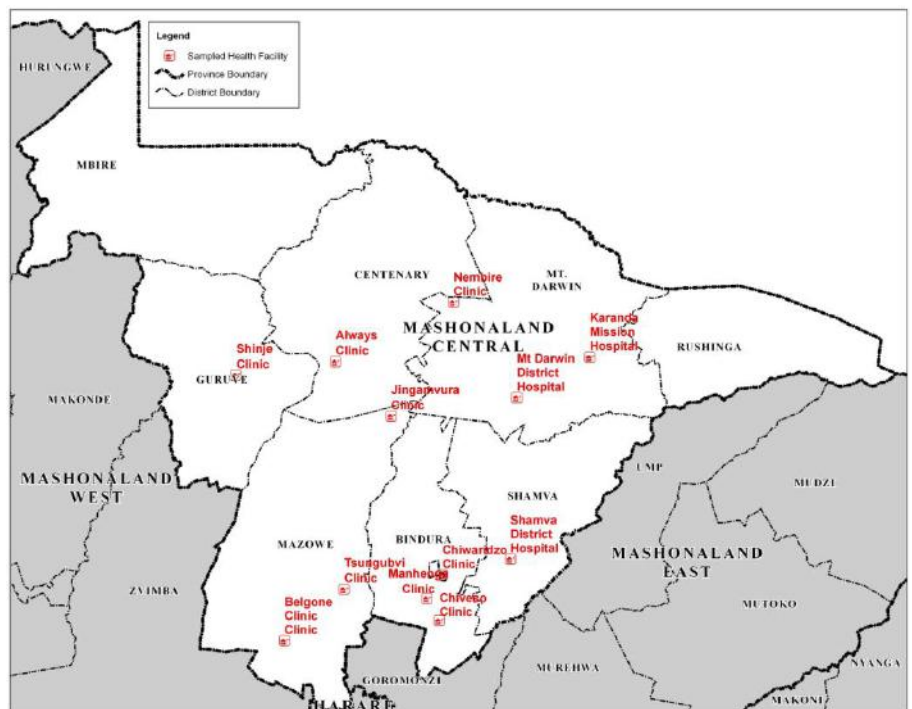 Legend
Sampled Health Facility
Province Boundary
District Boundary
HURUNGWE
MBIRE
CENTENARY
Nembire
Clinic
MT.
DARWIN
MASHONALAND
CENTRAL
Karanda
Mission
Hospital
RUSHINGA
Shinje
Clinic
GURUVE
Always
Clinic
Mt Darwin
District
Hospital
Jingamvura
Clinic
MAKONDE
MASHONALAND
WEST
UMP
MUDZI
SHAMVA
Shamva
District
Hospital
BINDURA
MAZOWE
Chiwaridzo
Clinic
Tsungubvi
Clinic
Clinic
Chiveso
Clinic
MASHONALAND
EAST
ZVIMBA
Belgone
Clinic
Clinic
MUTOKO
GOROMONZI
MUREHWA
NYANGA
MAKONI
HARARE